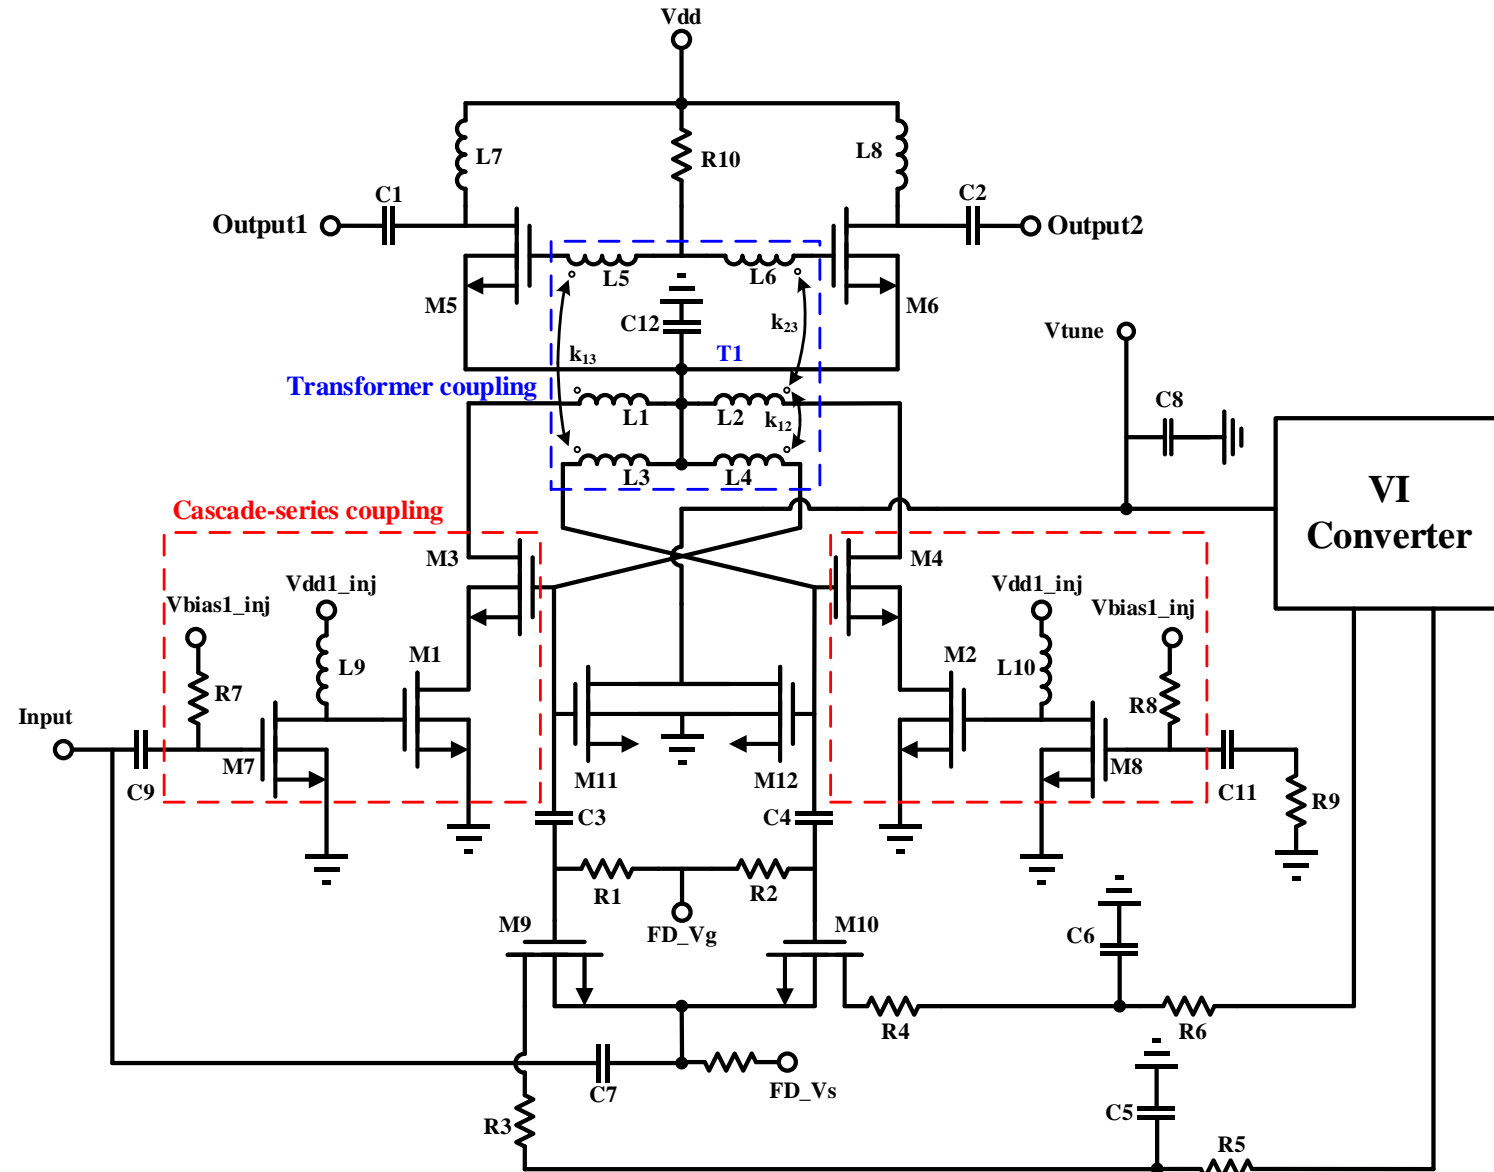 Vdd
L7
R10
L8
C1
C2
Output1
Output2
L5
L6
M5
M6
C12
k23
Vtune
k13
T1
Transformer coupling
C8
L1
L2
k12
L3
L4
VI
Converter
Cascade-series coupling
M3
M4
Vdd1_inj
Vdd1_inj
Vbias1_inj
Vbias1_inj
M1
M2
L9
L10
R7
R8
Input
M7
M11
M12
M8
C9
C11
R9
C3
C4
R1
R2
M9
M10
FD_Vg
C6
R4
R6
C7
FD_Vs
R3
C5
R5